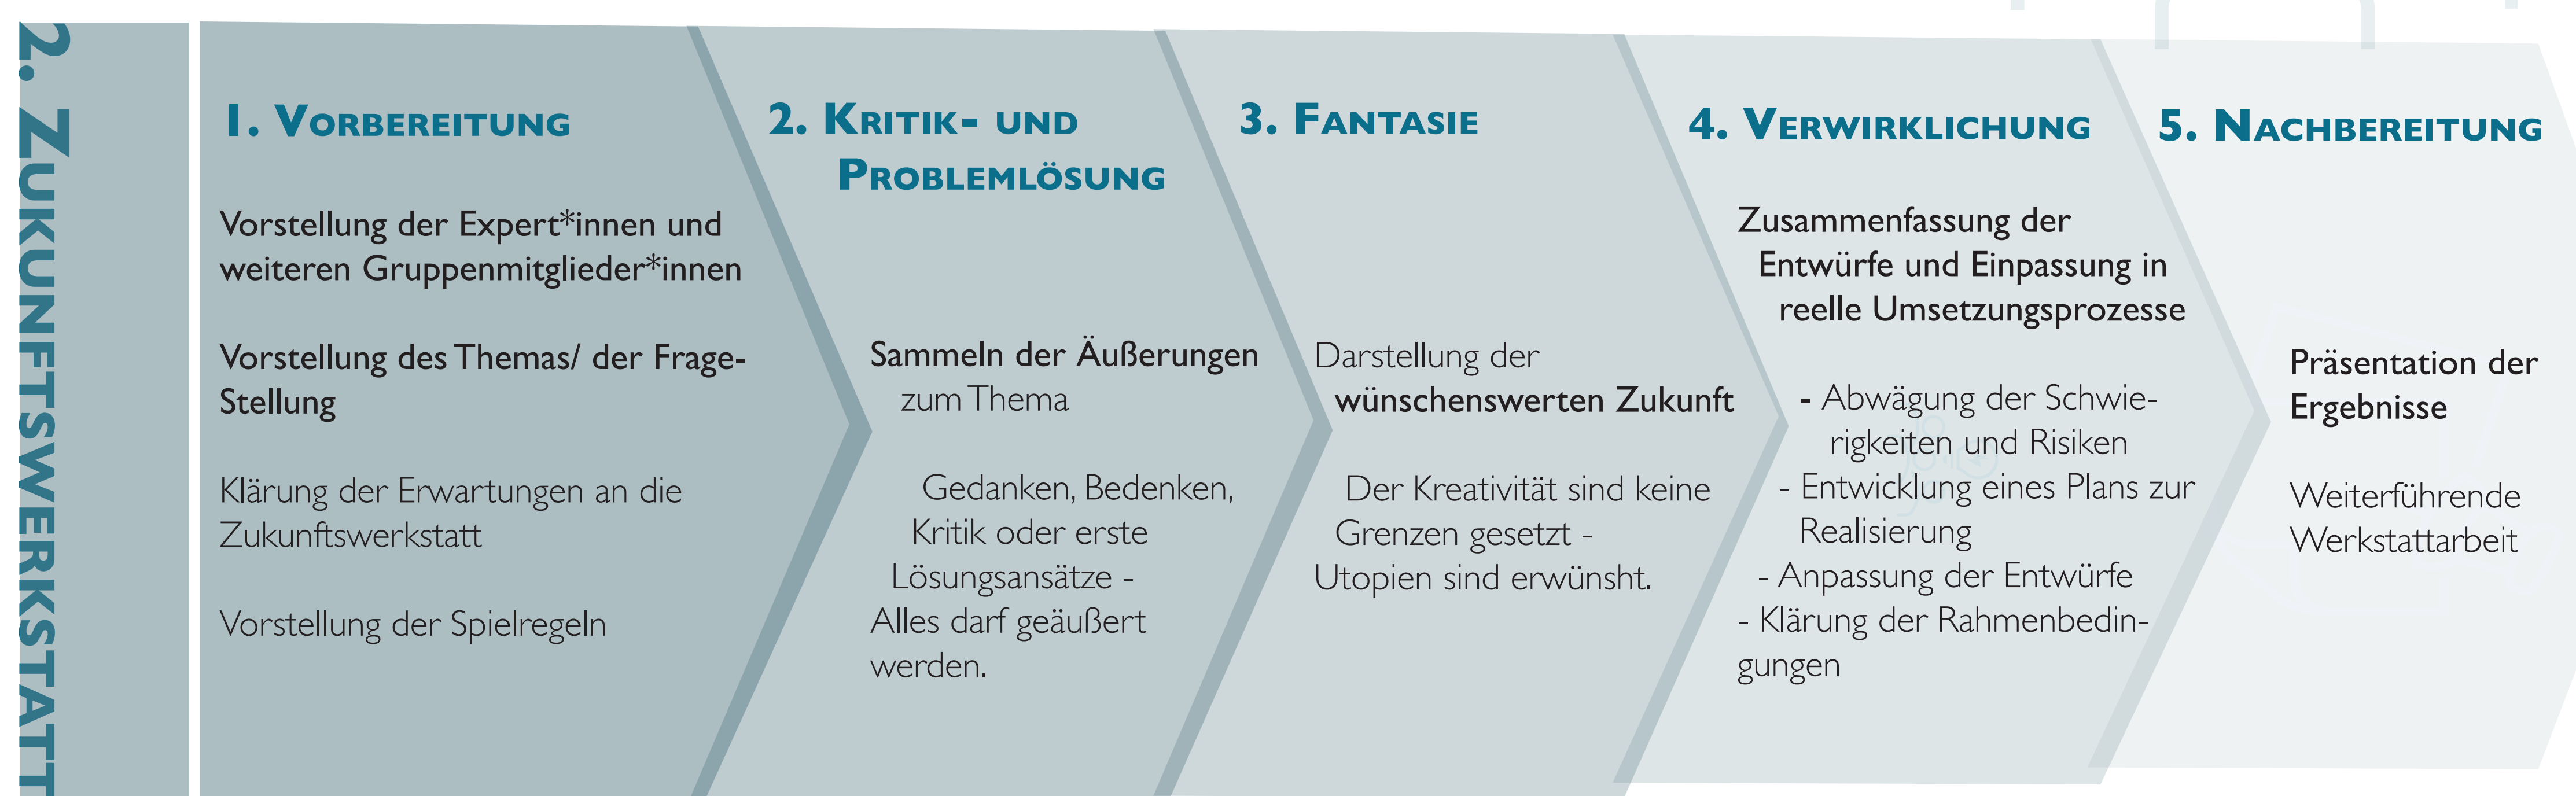 2. Zukunftswerkstatt
1. Vorbereitung
Vorstellung der Expert*innen und
weiteren Gruppenmitglieder*innen
Vorstellung des Themas/ der Frage-
Stellung
Klärung der Erwartungen an die
Zukunftswerkstatt
Vorstellung der Spielregeln
2. Kritik- und
Problemlösung
Sammeln der Äußerungen
zum Thema
Gedanken, Bedenken,
Kritik oder erste
Lösungsansätze -
Alles darf geäußert
werden.
3. Fantasie
Darstellung der
wünschenswerten Zukunft
Der Kreativität sind keine
Grenzen gesetzt -
Utopien sind erwünsht.
4. Verwirklichung
Zusammenfassung der
Entwürfe und Einpassung in
reelle Umsetzungsprozesse
- Abwägung der Schwie-
rigkeiten und Risiken
- Entwicklung eines Plans zur
Realisierung
- Anpassung der Entwürfe
- Klärung der Rahmenbedin-
gungen
5. Nachbereitung
Präsentation der
Ergebnisse
Weiterführende
Werkstattarbeit